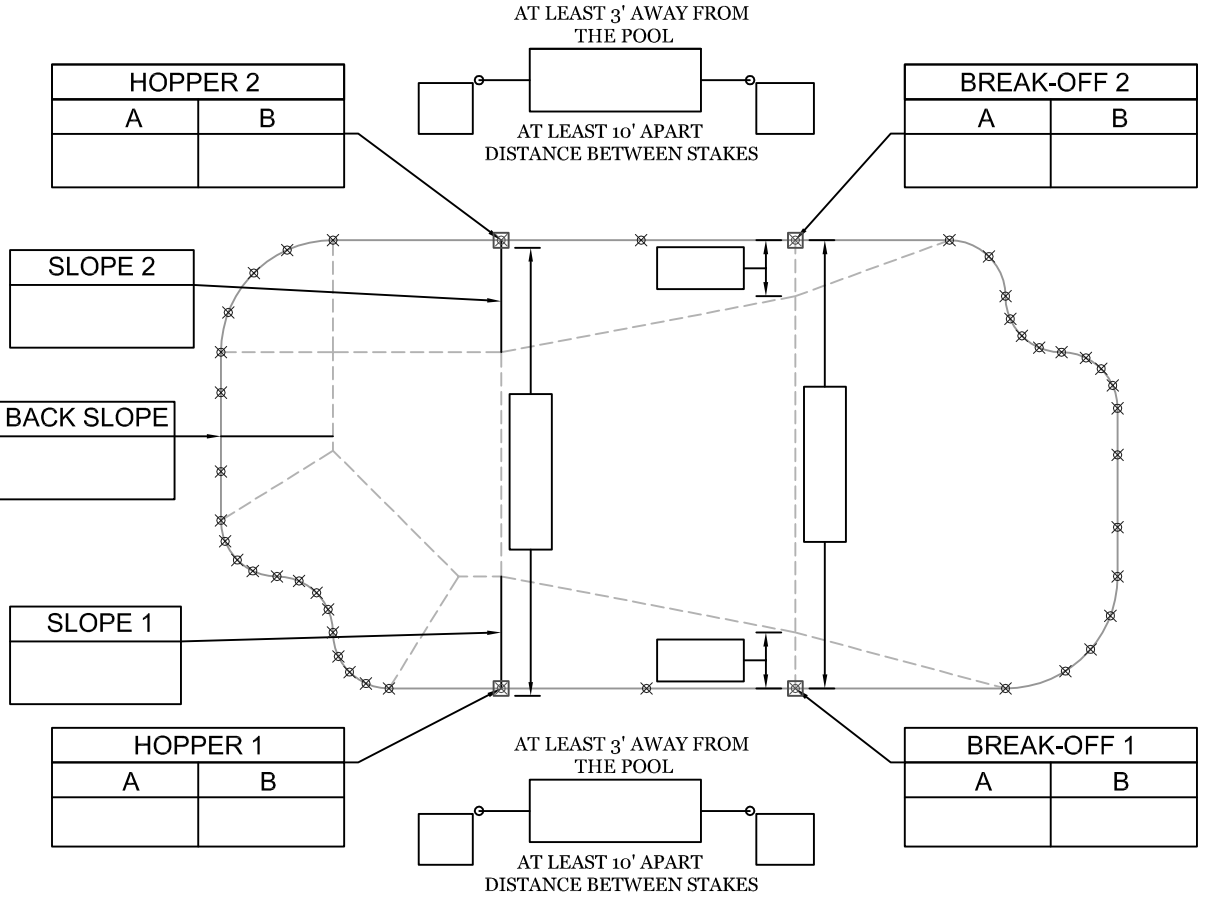 AT LEAST 3' AWAY FROM
THE POOL
HOPPER 2
A B
AT LEAST 10' APART
DISTANCE BETWEEN STAKES
BREAK-OFF 2
A B
SLOPE 2
BACK SLOPE
SLOPE 1
HOPPER 1
A B
AT LEAST 3' AWAY FROM
THE POOL
AT LEAST 10' APART
DISTANCE BETWEEN STAKES
BREAK-OFF 1
A B